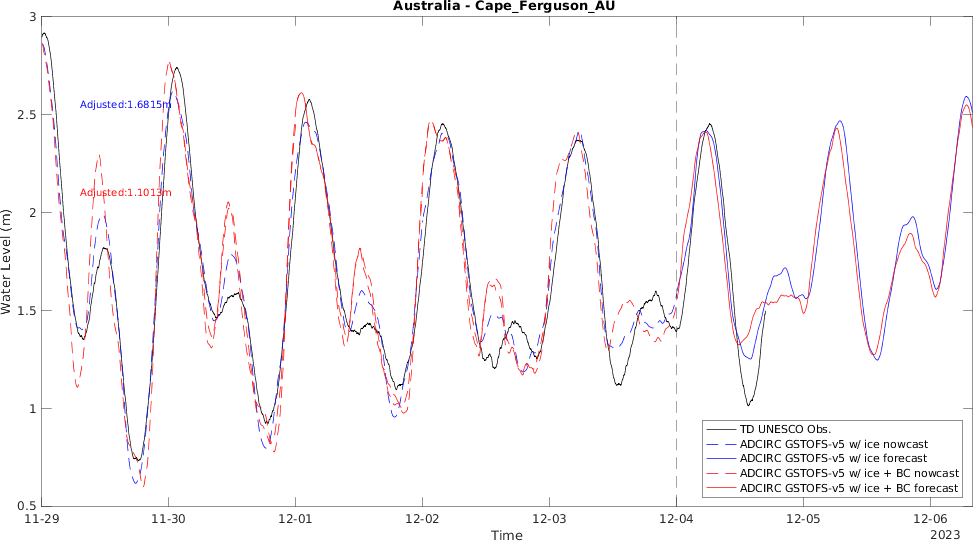 Australia - Cape_Ferguson_AU
3
2.5
2
1.5
1
0.5
Water Level (m)
Adjusted:1.6815m
Adjusted:1.1013m
TD UNESCO Obs.
ADCIRC GSTOFS-v5 w/ ice nowcast
ADCIRC GSTOFS-v5 w/ ice forecast
ADCIRC GSTOFS-v5 w/ ice + BC nowcast
ADCIRC GSTOFS-v5 w/ ice + BC forecast
11-29 11-30 12-01 12-02 12-03 12-04 12-05 12-06
Time
2023